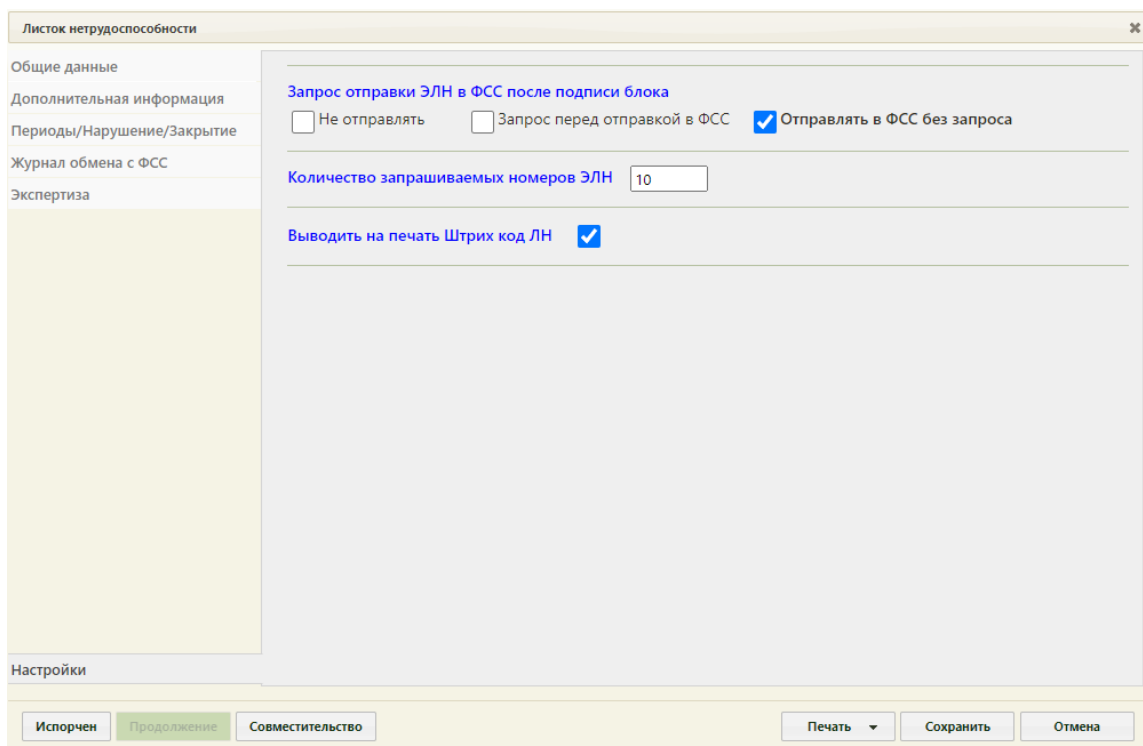 Листок нетрудоспособности
Общие данные
Дополнительная информация
Периоды/Нарушение/Закрытие
Журнал обмена с ФСС
Экспертиза
Запрос отправки ЭЛН в ФСС после подписи блока
Не отправлять Запрос перед отправкой в ФСС Отправлять в ФСС без запроса
Количество запрашиваемых номеров ЭЛН 10
Выводить на печать Штрих код ЛН
Настройки
Испорчен Продолжение Совместительство Печать Сохранить Отмена